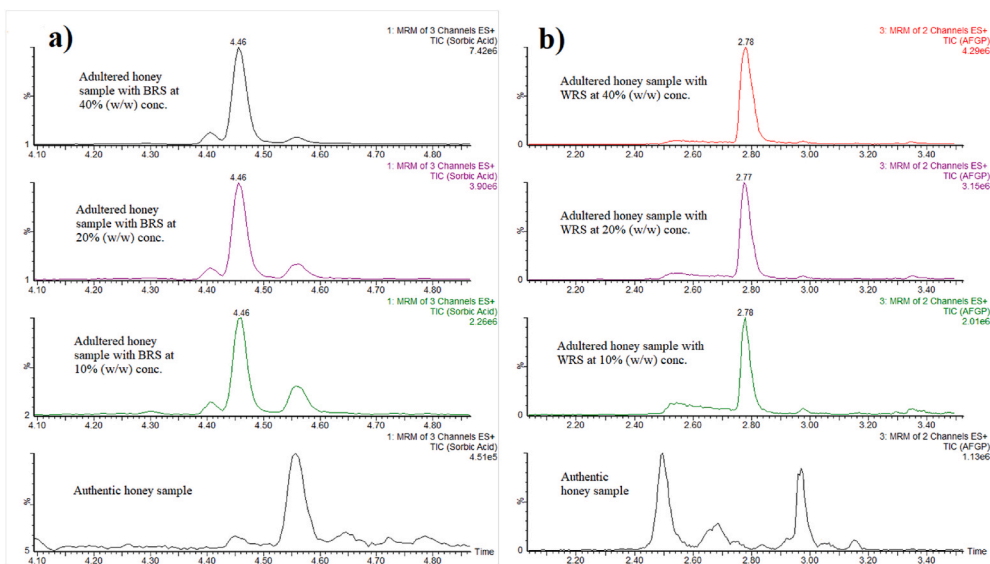 a)
1: MRM of 3 Channels ES+
TIC (Sorbic Acid)
7.42e6
4.46
Adultered honey
sample with BRS at
40% (w/w) conc.
%
1
4.10 4.20 4.30 4.40 4.50 4.60 4.70 4.80
1: MRM of 3 Channels ES+
TIC (Sorbic Acid)
3.90e6
4.46
Adultered honey
sample with BRS at
20% (w/w) conc.
%
1
4.10 4.20 4.30 4.40 4.50 4.60 4.70 4.80
1: MRM of 3 Channels ES+
TIC (Sorbic Acid)
2.26e6
4.46
Adultered honey
sample with BRS at
10% (w/w) conc.
%
2
4.10 4.20 4.30 4.40 4.50 4.60 4.70 4.80
1: MRM of 3 Channels ES+
TIC (Sorbic Acid)
4.51e5
Authentic honey sample
%
5
Time
4.10 4.20 4.30 4.40 4.50 4.60 4.70 4.80
b)
3: MRM of 2 Channels ES+
TIC (AFGP)
4.29e6
2.78
Adultered honey sample with
WRS at 40% (w/w) conc.
%
0
2.20 2.40 2.60 2.80 3.00 3.20 3.40
3: MRM of 2 Channels ES+
TIC (AFGP)
3.15e6
2.77
Adultered honey sample with
WRS at 20% (w/w) conc.
%
0
2.20 2.40 2.60 2.80 3.00 3.20 3.40
3: MRM of 2 Channels ES+
TIC (AFGP)
2.01e6
2.78
Adultered honey sample with
WRS at 10% (w/w) conc.
%
0
2.20 2.40 2.60 2.80 3.00 3.20 3.40
3: MRM of 2 Channels ES+
TIC (AFGP)
1.13e6
Authentic
honey sample
%
0
Time
2.20 2.40 2.60 2.80 3.00 3.20 3.40